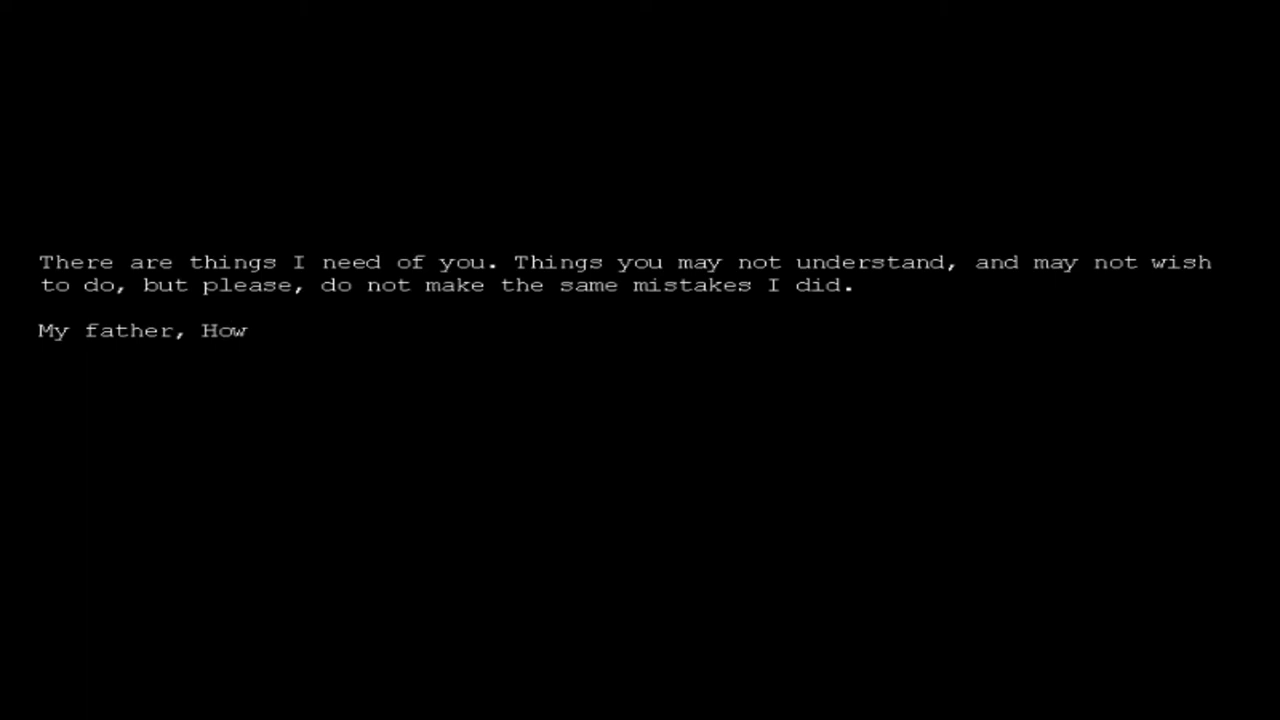 There are things I need of you. Things you may not understand, and may not wish
to do, but please, do not make the same mistakes I did.
My father, How